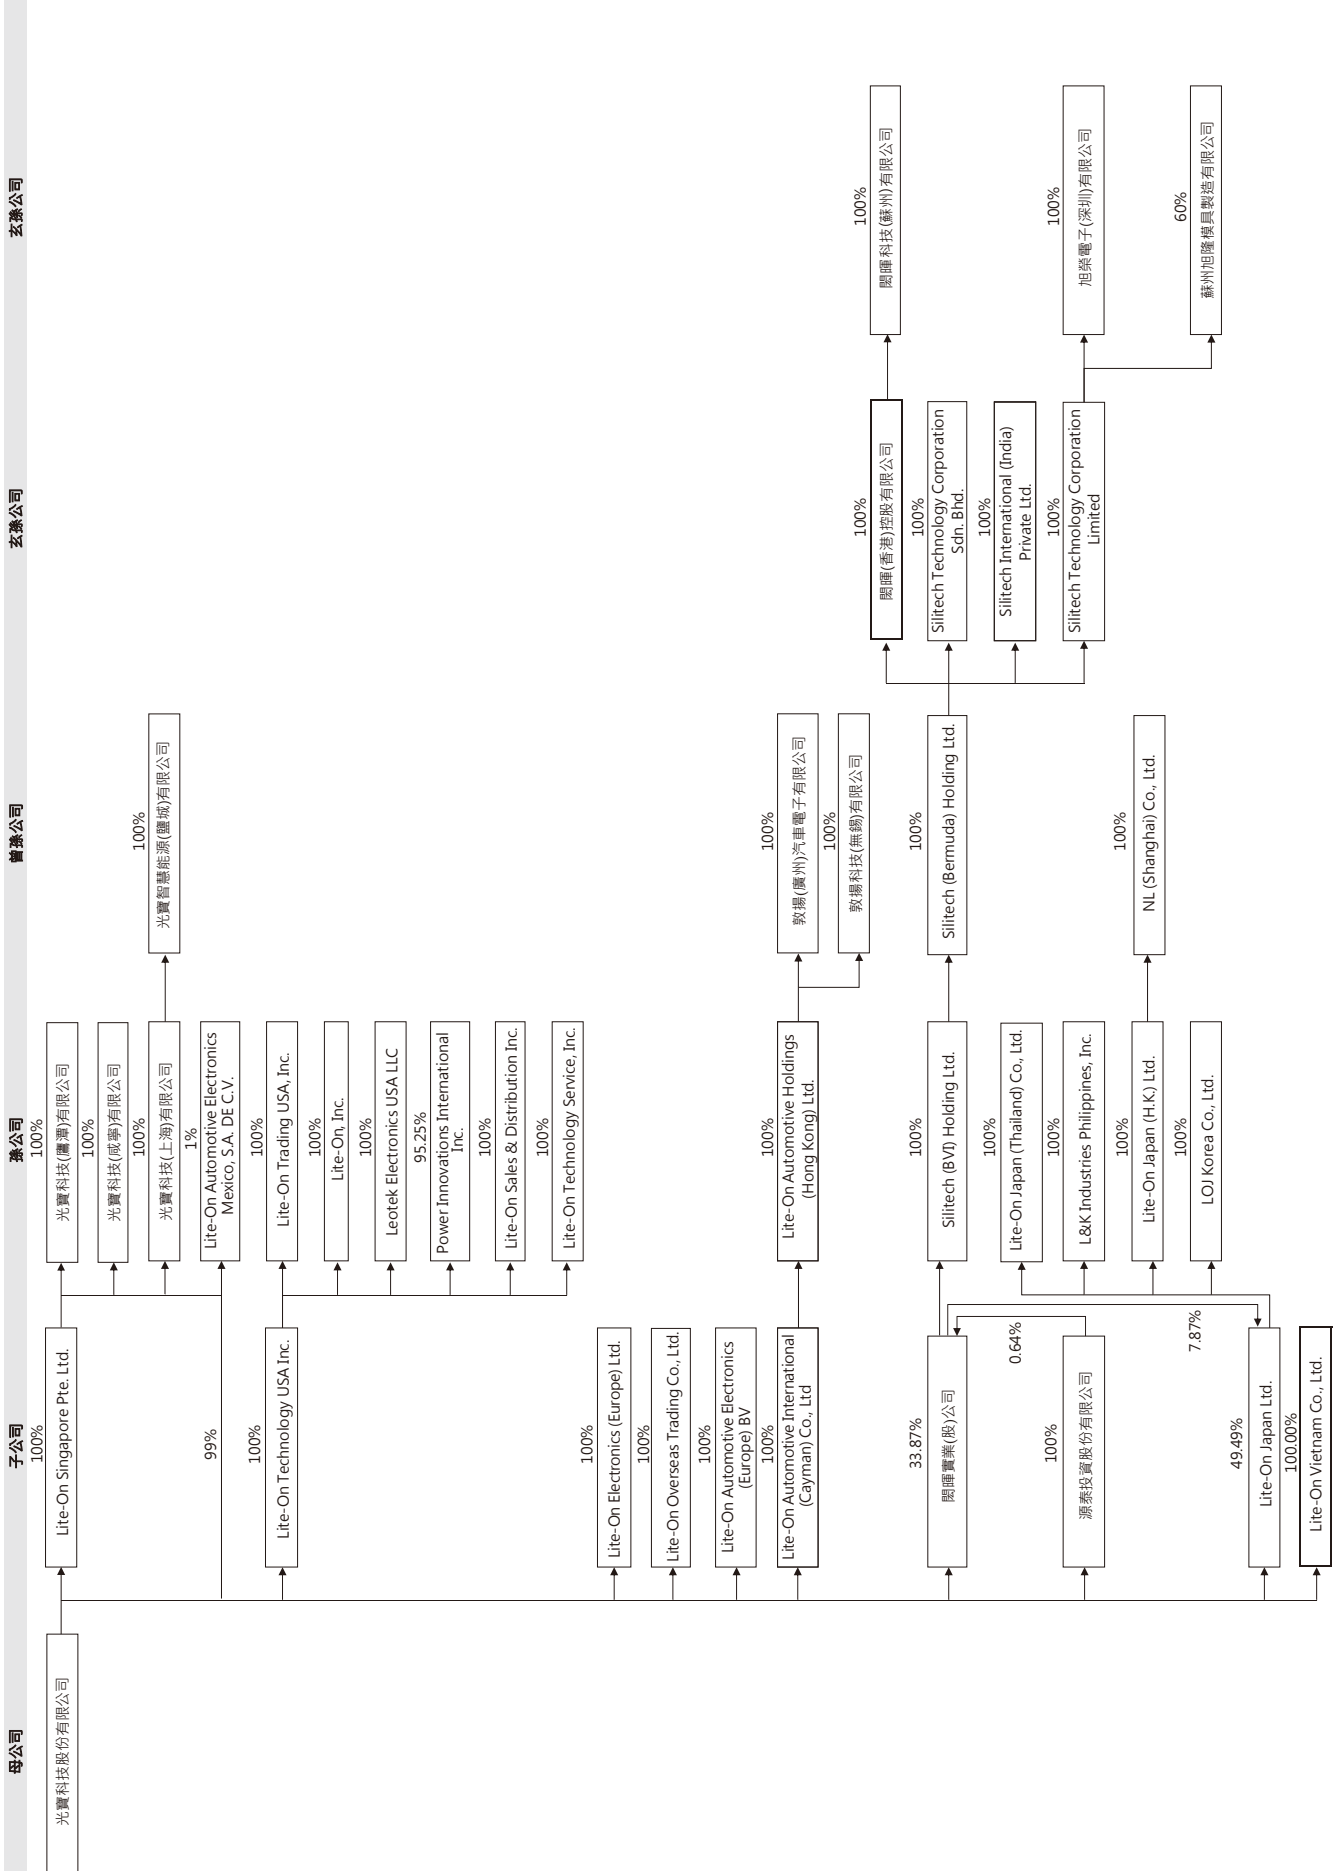 母公司
子公司
孫公司
曾孫公司
玄孫公司
玄孫公司
光寶科技股份有限公司
100%
Lite-On Singapore Pte. Ltd.
99%
100%
Lite-On Technology USA Inc.
100%
Lite-On Electronics (Europe) Ltd.
100%
Lite-On Overseas Trading Co., Ltd.
100%
Lite-On Automotive Electronics
(Europe) BV
100%
Lite-On Automotive International
(Cayman) Co., Ltd
33.87%
閎暉實業(股)公司
0.64%
100%
源泰投資股份有限公司
7.87%
49.49%
Lite-On Japan Ltd.
100.00%
Lite-On Vietnam Co., Ltd.
100%
光寶科技(鷹潭)有限公司
100%
光寶科技(咸寧)有限公司
100%
光寶科技(上海)有限公司
1%
Lite-On Automotive Electronics
Mexico, S.A. DE C.V.
100%
Lite-On Trading USA, Inc.
100%
Lite-On, Inc.
100%
Leotek Electronics USA LLC
95.25%
Power Innovations International
Inc.
100%
Lite-On Sales & Distribution Inc.
100%
Lite-On Technology Service, Inc.
100%
Lite-On Automotive Holdings
(Hong Kong) Ltd.
100%
Silitech (BVI) Holding Ltd.
100%
Lite-On Japan (Thailand) Co., Ltd.
100%
L&K Industries Philippines, Inc.
100%
Lite-On Japan (H.K.) Ltd.
100%
LOJ Korea Co., Ltd.
100%
光寶智慧能源(鹽城)有限公司
100%
敦揚(廣州)汽車電子有限公司
100%
敦揚科技(無錫)有限公司
100%
Silitech (Bermuda) Holding Ltd.
100%
NL (Shanghai) Co., Ltd.
100%
閎暉(香港)控股有限公司
100%
Silitech Technology Corporation
Sdn. Bhd.
100%
Silitech International (India)
Private Ltd.
100%
Silitech Technology Corporation
Limited
100%
閎暉科技(蘇州)有限公司
100%
旭榮電子(深圳)有限公司
60%
蘇州旭隆模具製造有限公司